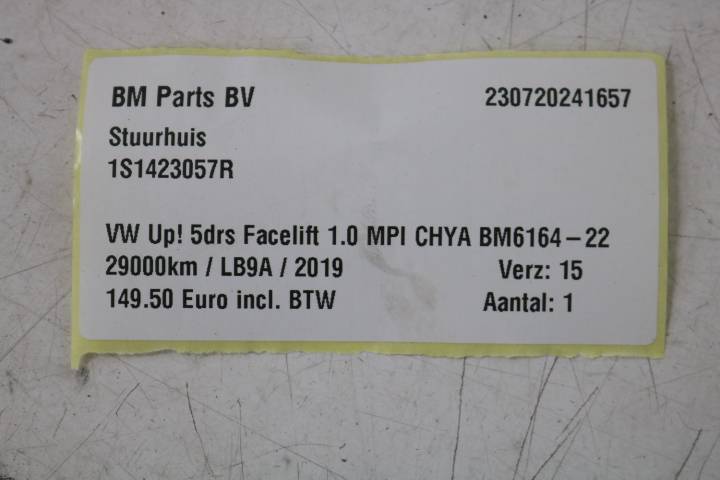 BM Parts BV 230720241657
Stuurhuis
1S1423057R
VW Up! 5drs Facelift 1.0 MPI CHYA BM6164-22
29000km / LB9A / 2019 Verz: 15
149.50 Euro incl. BTW Aantal: 1